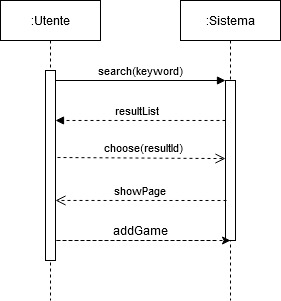 :Utente
:Sistema
search(keyword)
resultList
choose(resultId)
showPage
addGame